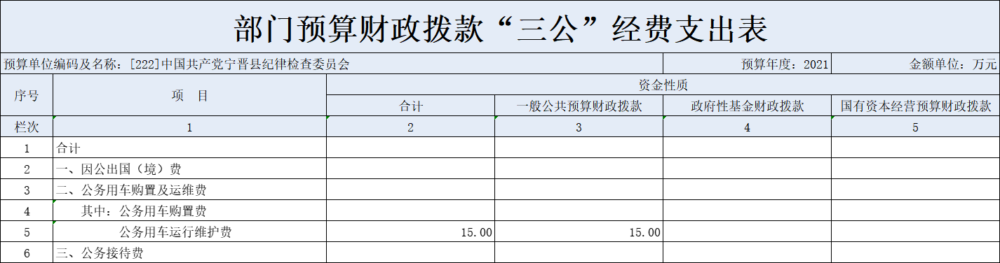 部门预算财政拨款“三公”经费支出表
预算单位编码及名称：[222]中国共产党宁晋县纪律检查委员会 预算年度：2021 金额单位：万元
序号 项 目 资金性质
合计 一般公共预算财政拨款 政府性基金财政拨款 国有资本经营预算财政拨款
栏次 1 2 3 4 5
1 合计
2 一、因公出国（境）费
3 二、公务用车购置及运维费
4 其中：公务用车购置费
5 公务用车运行维护费 15.00 15.00
6 三、公务接待费